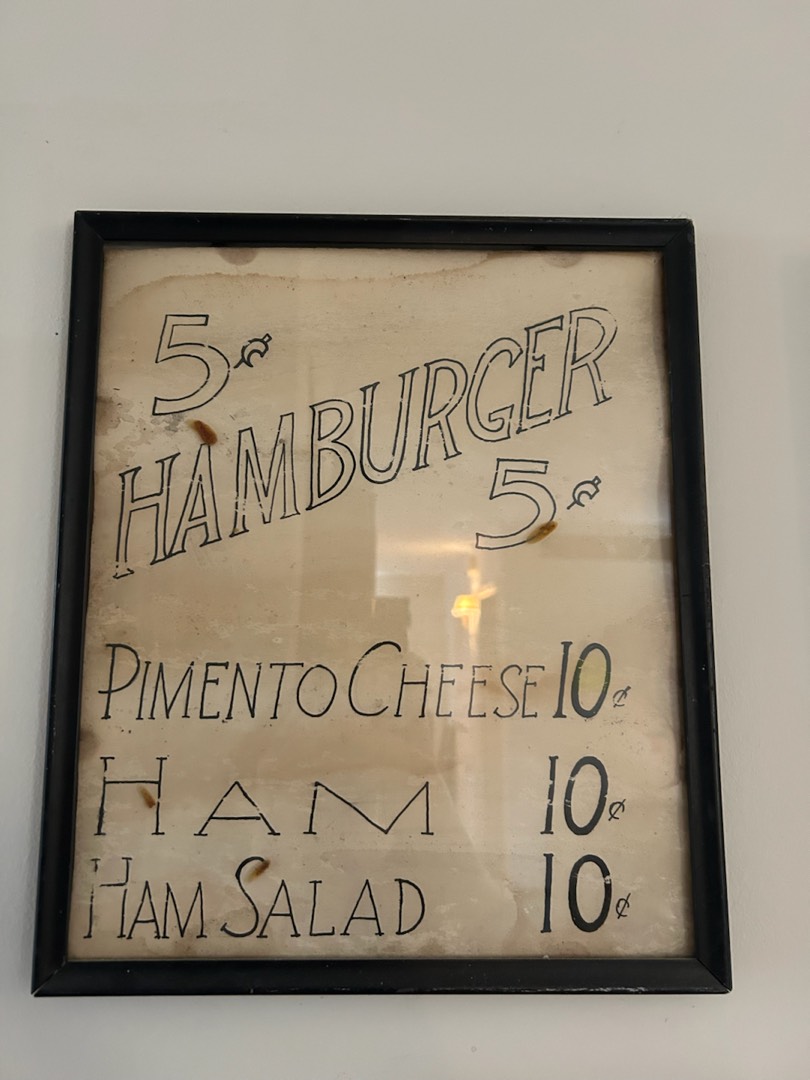 5¢
HAMBURGER
5¢
PIMENTO CHEESE 10¢
HAM 10¢
HAM SALAD 10¢